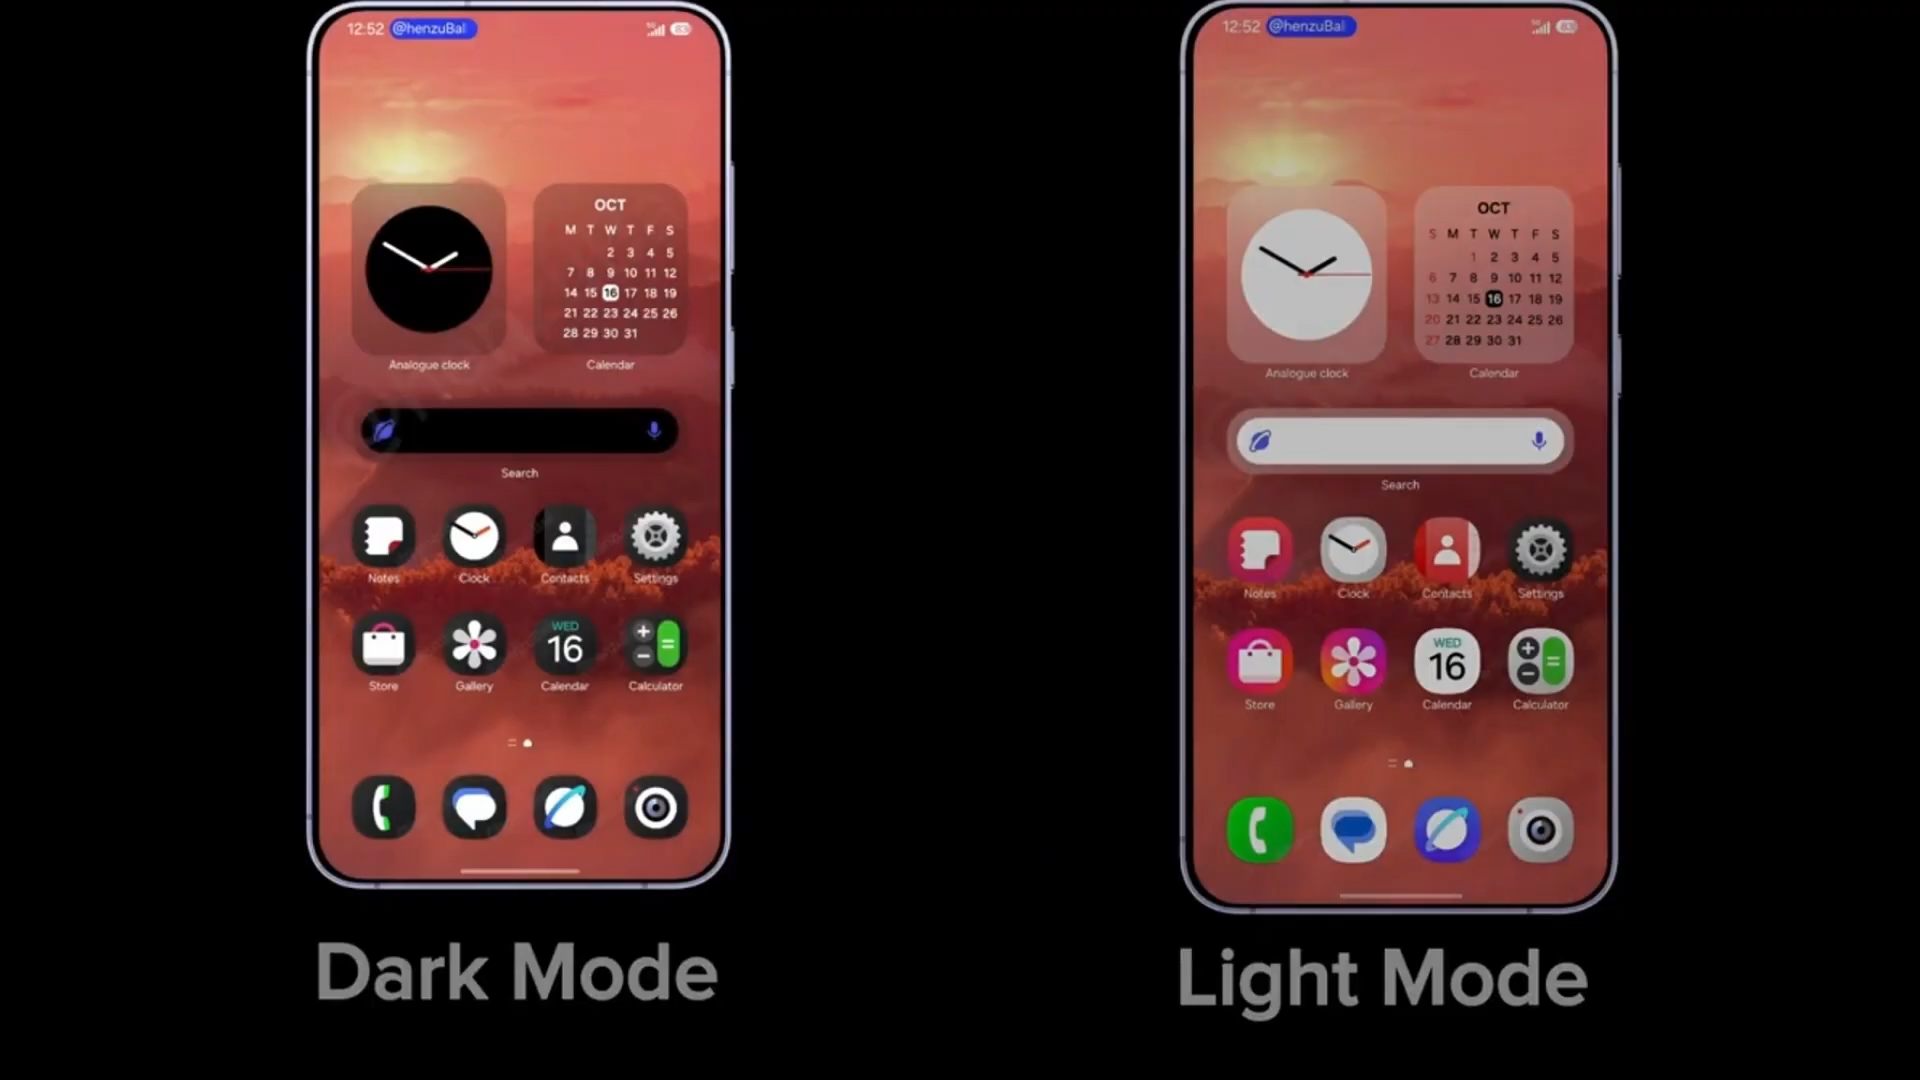 12:52 @henzuBal 5G 83
OCT
M T W T F S
2 3 4 5
7 8 9 10 11 12
14 15 16 17 18 19
21 22 23 24 25 26
28 29 30 31
Analogue clock Calendar
Search
Notes Clock Contacts Settings
WED
16
Store Gallery Calendar Calculator
Dark Mode
12:52 @henzuBal 5G 83
OCT
S M T W T F S
1 2 3 4 5
6 7 8 9 10 11 12
13 14 15 16 17 18 19
20 21 22 23 24 25 26
27 28 29 30 31
Analogue clock Calendar
Search
Notes Clock Contacts Settings
WED
16
Store Gallery Calendar Calculator
Light Mode